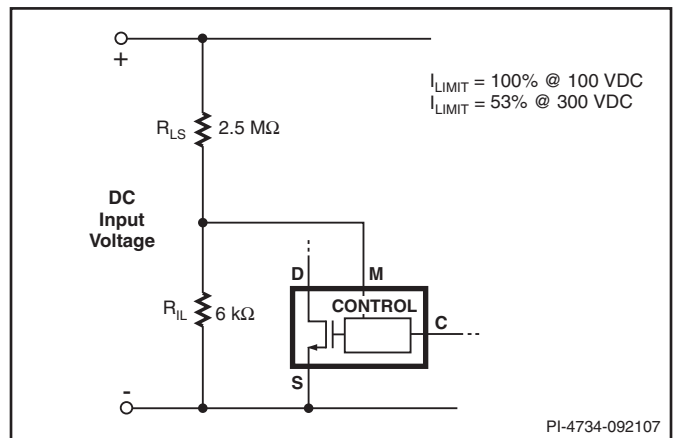 +
I_LIMIT = 100% @ 100 VDC
I_LIMIT = 53% @ 300 VDC
R_LS 2.5 MΩ
DC
Input
Voltage
D
M
R_IL 6 kΩ
CONTROL
C
S
-
PI-4734-092107